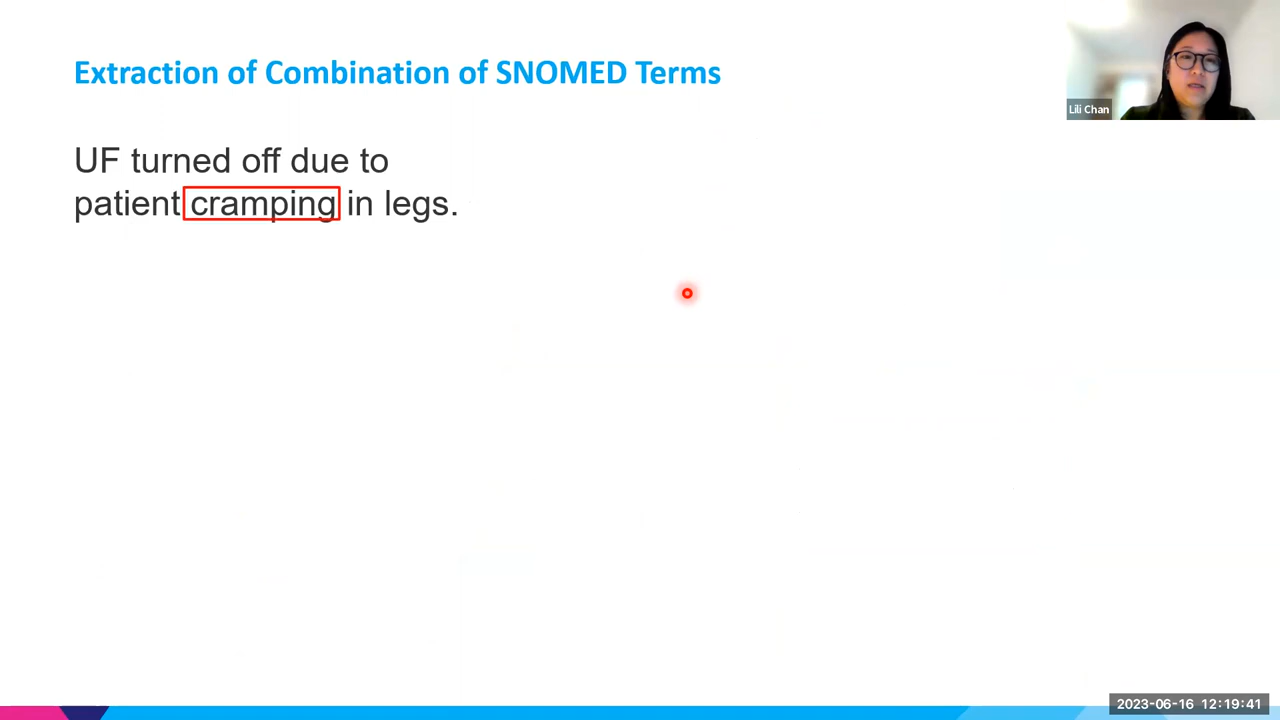 Extraction of Combination of SNOMED Terms
Lili Chan
UF turned off due to
patient cramping in legs.
2023-06-16 12:19:41